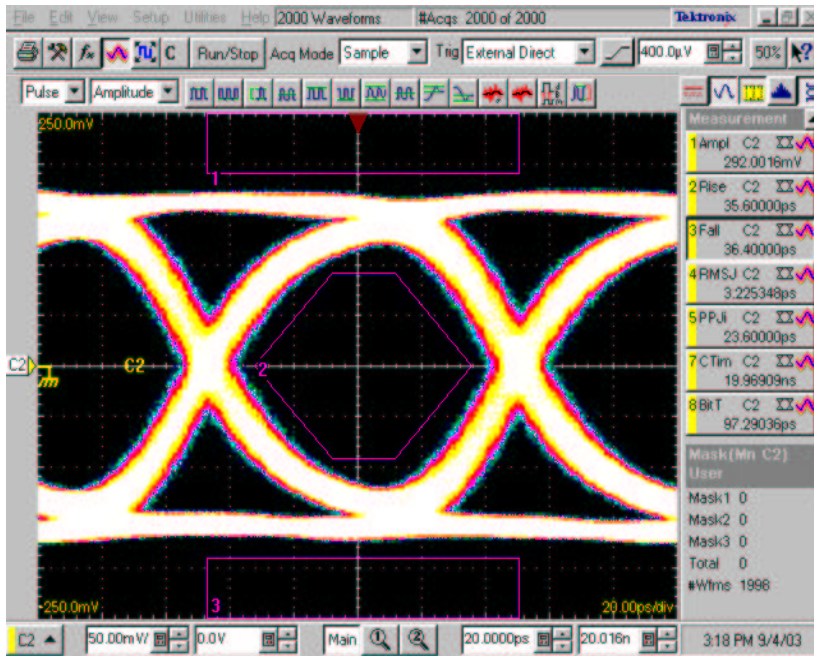 File Edit View Setup Utilities Help 2000 Waveforms #Acqs 2000 of 2000 Tektronix
fx C Run/Stop Acq Mode Sample Trig External Direct 400.0µV 50% ?
Pulse Amplitude
250.0mV
1
C2
C2
2
3
-250.0mV
20.00ps/div
Measurement
1 Ampl C2
292.0016mV
2 Rise C2
35.60000ps
3 Fall C2
36.40000ps
4 RMSJ C2
3.225348ps
5 PPJi C2
23.60000ps
7 CTim C2
19.96909ns
8 BitT C2
97.29036ps
Mask(Mn C2)
User
Mask1 0
Mask2 0
Mask3 0
Total 0
#Wfms 1998
C2 50.00mV/ 0.0V Main 1 2 20.0000ps 20.016n 3:18 PM 9/4/03